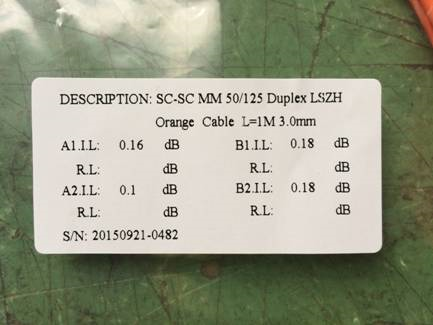 DESCRIPTION: SC-SC MM 50/125 Duplex LSZH
Orange Cable L=1M 3.0mm
A1.I.L: 0.16 dB B1.I.L: 0.18 dB
R.L: dB R.L: dB
A2.I.L: 0.1 dB B2.I.L: 0.18 dB
R.L: dB R.L: dB
S/N: 20150921-0482